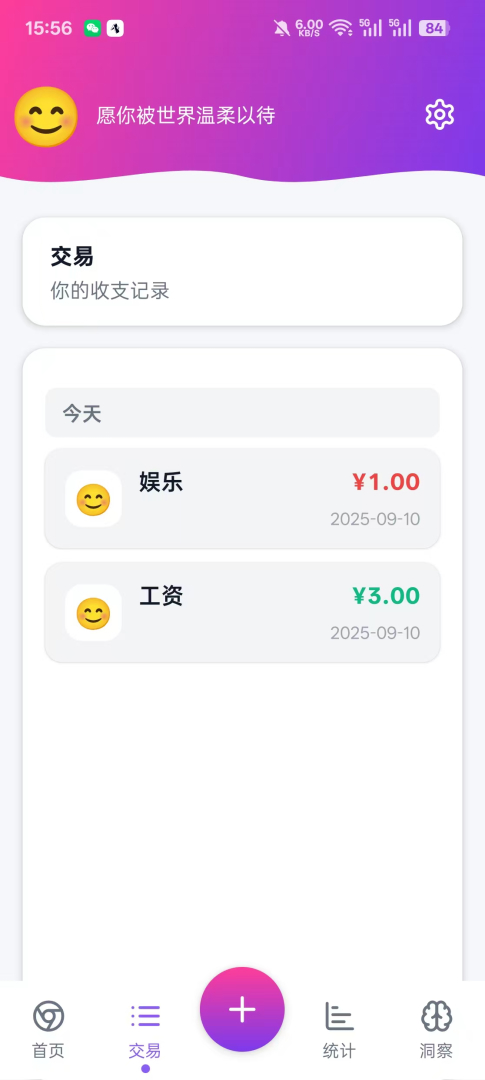 15:56 6.00 KB/S 5G 5G 84
愿你被世界温柔以待
交易
你的收支记录
今天
娱乐 ¥1.00
2025-09-10
工资 ¥3.00
2025-09-10
首页 交易 统计 洞察